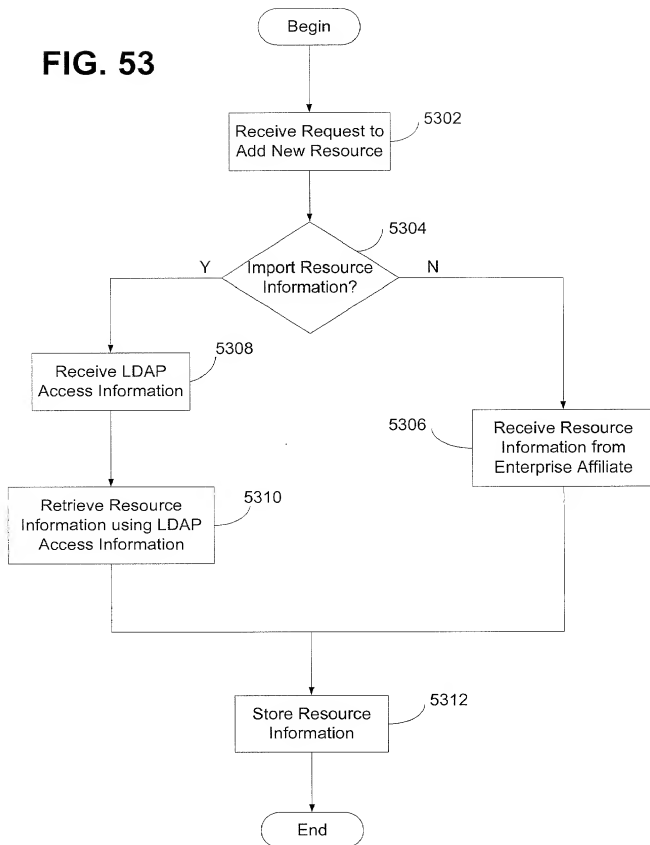 Begin
FIG. 53
5302
Receive Request to
Add New Resource
5304
Y
Import Resource
Information?
N
5308
Receive LDAP
Access Information
5306
Receive Resource
Information from
Enterprise Affiliate
5310
Retrieve Resource
Information using LDAP
Access Information
5312
Store Resource
Information
End